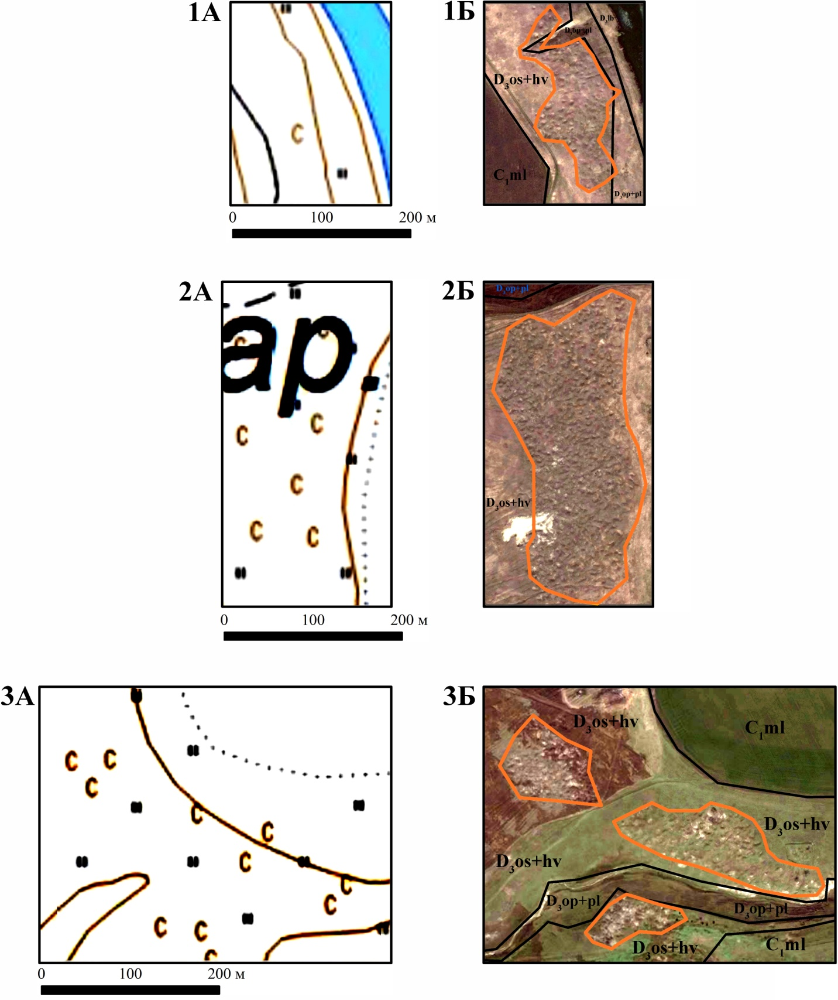 1А
1Б
D₃lb
D₃op+pl
D₃os+hv
C₁ml
D₃op+pl
0 100 200 м
2А
2Б
D₃op+pl
ар
D₃os+hv
0 100 200 м
3А
3Б
D₃os+hv
C₁ml
D₃os+hv
D₃os+hv
D₃op+pl
D₃op+pl
D₃os+hv
C₁ml
0 100 200 м